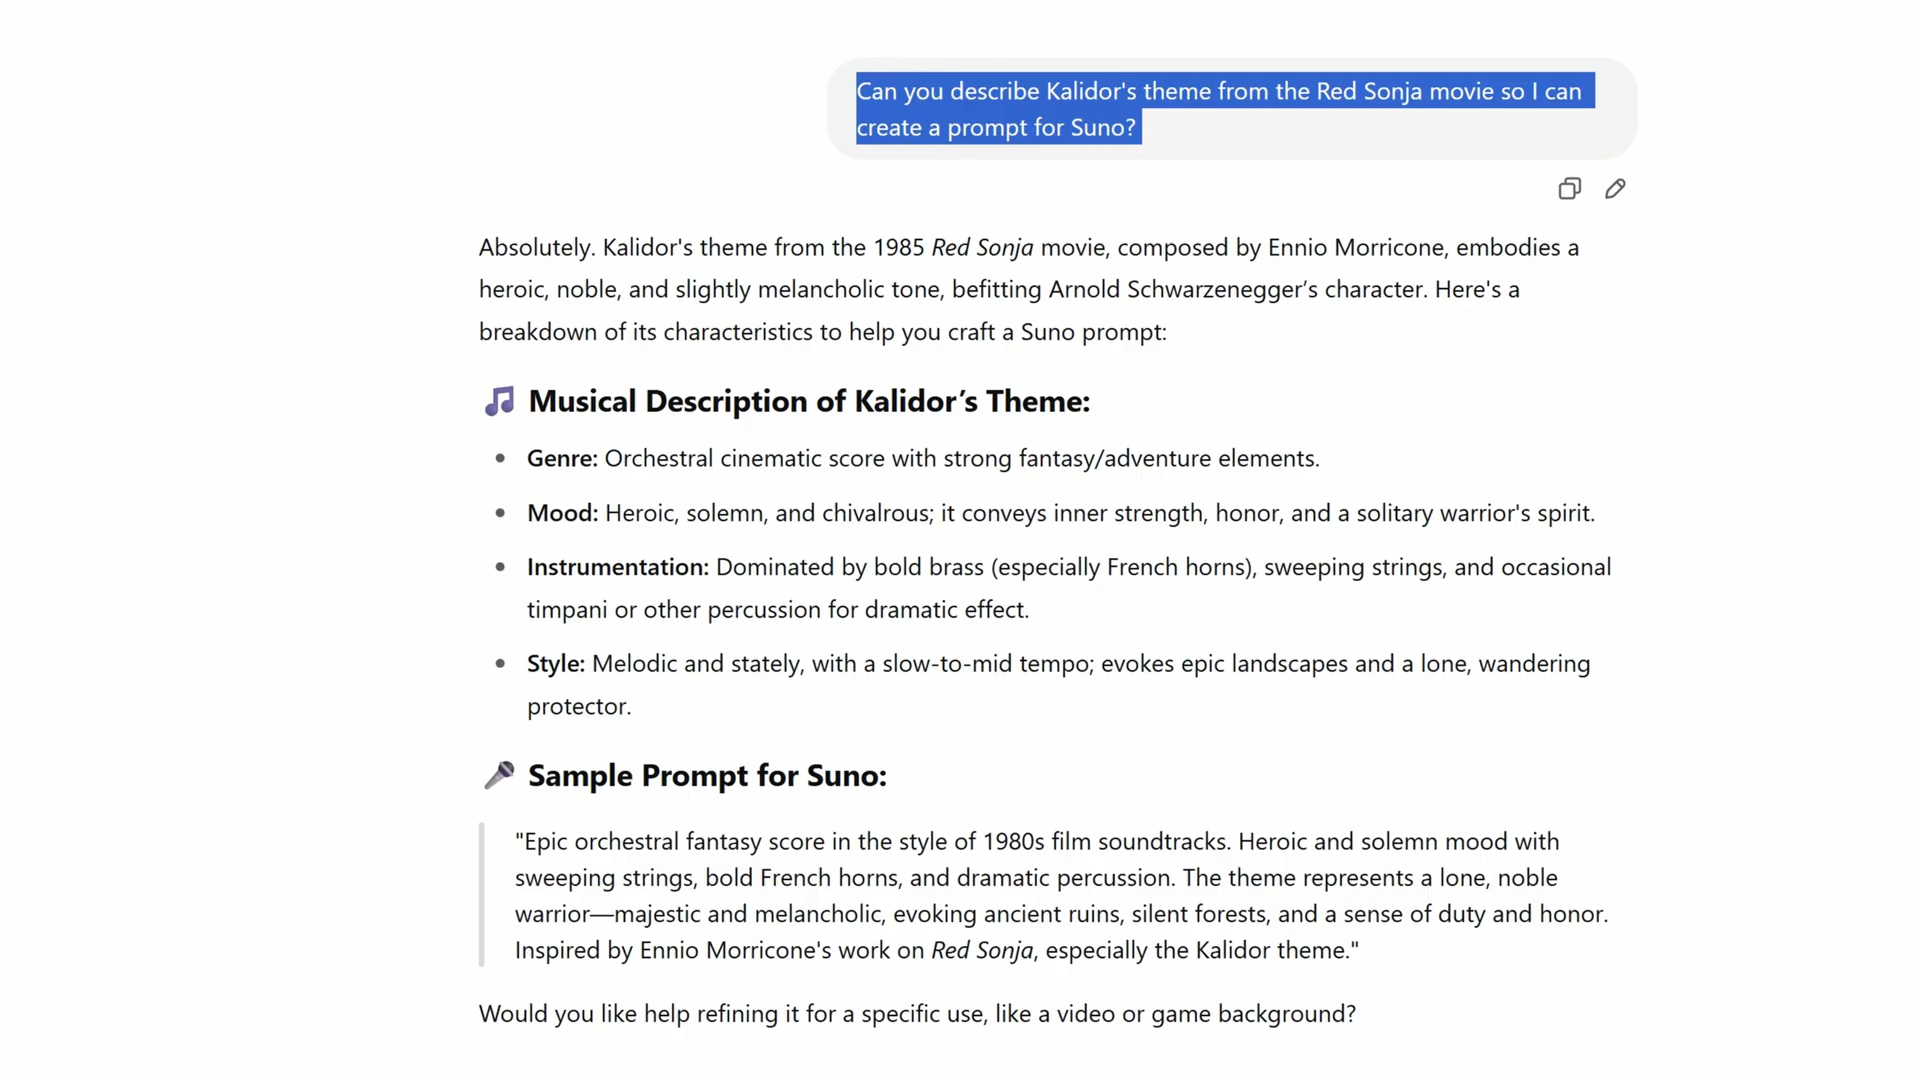 Can you describe Kalidor's theme from the Red Sonja movie so I can
create a prompt for Suno?
Absolutely. Kalidor's theme from the 1985 Red Sonja movie, composed by Ennio Morricone, embodies a
heroic, noble, and slightly melancholic tone, befitting Arnold Schwarzenegger’s character. Here's a
breakdown of its characteristics to help you craft a Suno prompt:
🎵 Musical Description of Kalidor’s Theme:
• Genre: Orchestral cinematic score with strong fantasy/adventure elements.
• Mood: Heroic, solemn, and chivalrous; it conveys inner strength, honor, and a solitary warrior's spirit.
• Instrumentation: Dominated by bold brass (especially French horns), sweeping strings, and occasional
timpani or other percussion for dramatic effect.
• Style: Melodic and stately, with a slow-to-mid tempo; evokes epic landscapes and a lone, wandering
protector.
🎤 Sample Prompt for Suno:
"Epic orchestral fantasy score in the style of 1980s film soundtracks. Heroic and solemn mood with
sweeping strings, bold French horns, and dramatic percussion. The theme represents a lone, noble
warrior—majestic and melancholic, evoking ancient ruins, silent forests, and a sense of duty and honor.
Inspired by Ennio Morricone's work on Red Sonja, especially the Kalidor theme."
Would you like help refining it for a specific use, like a video or game background?